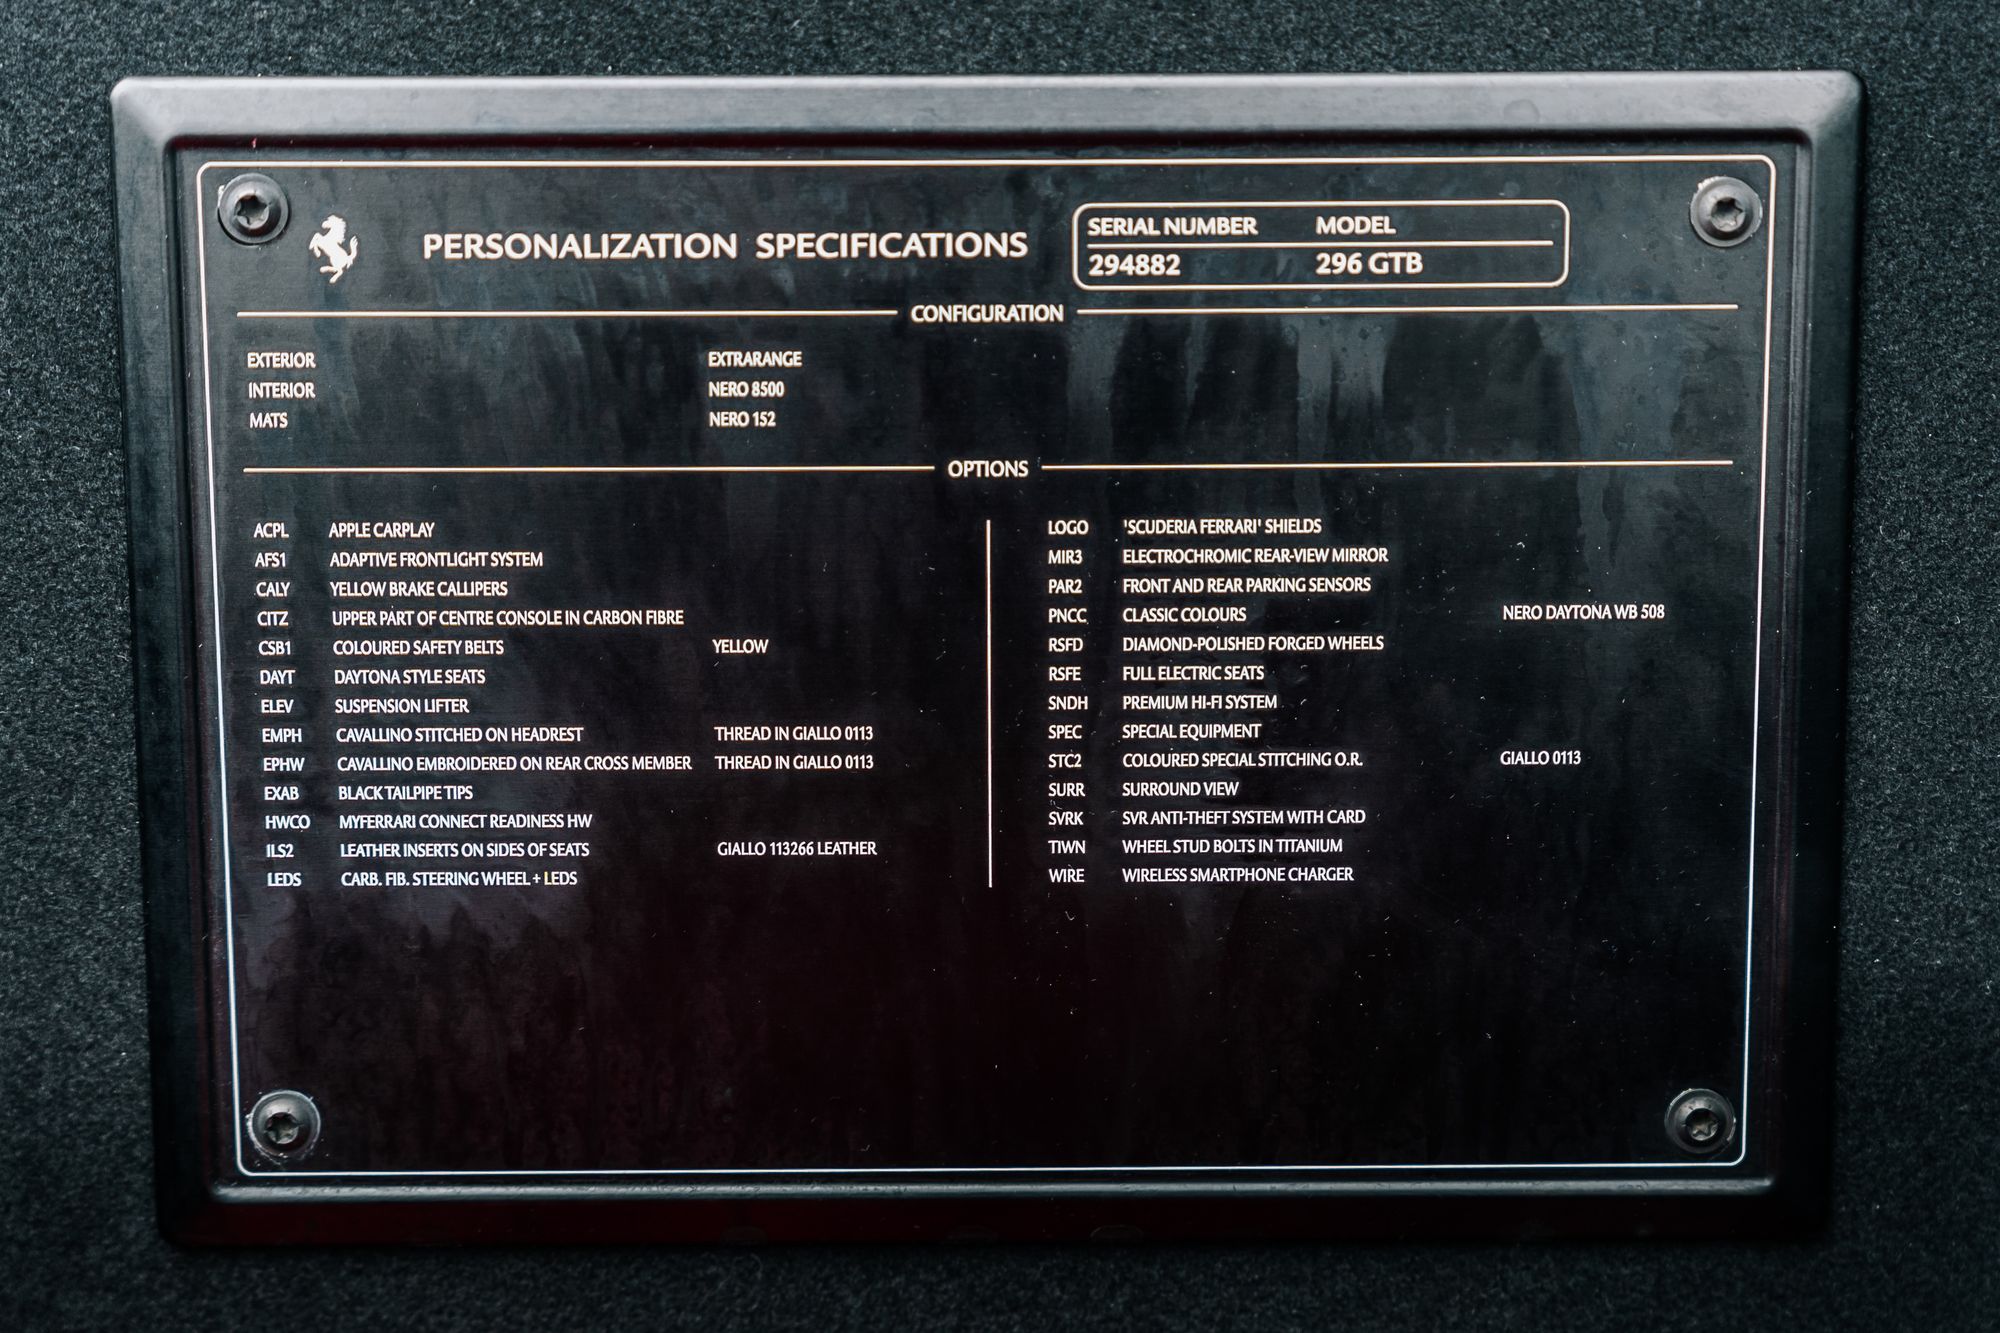 PERSONALIZATION SPECIFICATIONS
SERIAL NUMBER MODEL
294882 296 GTB
CONFIGURATION
EXTERIOR EXTRARANGE
INTERIOR NERO 8500
MATS NERO 152
OPTIONS
ACPL APPLE CARPLAY
AFS1 ADAPTIVE FRONTLIGHT SYSTEM
CALY YELLOW BRAKE CALLIPERS
CITZ UPPER PART OF CENTRE CONSOLE IN CARBON FIBRE
CSB1 COLOURED SAFETY BELTS YELLOW
DAYT DAYTONA STYLE SEATS
ELEV SUSPENSION LIFTER
EMPH CAVALLINO STITCHED ON HEADREST THREAD IN GIALLO 0113
EPHW CAVALLINO EMBROIDERED ON REAR CROSS MEMBER THREAD IN GIALLO 0113
EXAB BLACK TAILPIPE TIPS
HWCO MYFERRARI CONNECT READINESS HW
ILS2 LEATHER INSERTS ON SIDES OF SEATS GIALLO 113266 LEATHER
LEDS CARB. FIB. STEERING WHEEL + LEDS
LOGO 'SCUDERIA FERRARI' SHIELDS
MIR3 ELECTROCHROMIC REAR-VIEW MIRROR
PAR2 FRONT AND REAR PARKING SENSORS
PNCC CLASSIC COLOURS NERO DAYTONA WB 508
RSFD DIAMOND-POLISHED FORGED WHEELS
RSFE FULL ELECTRIC SEATS
SNDH PREMIUM HI-FI SYSTEM
SPEC SPECIAL EQUIPMENT
STC2 COLOURED SPECIAL STITCHING O.R. GIALLO 0113
SURR SURROUND VIEW
SVRK SVR ANTI-THEFT SYSTEM WITH CARD
TIWN WHEEL STUD BOLTS IN TITANIUM
WIRE WIRELESS SMARTPHONE CHARGER